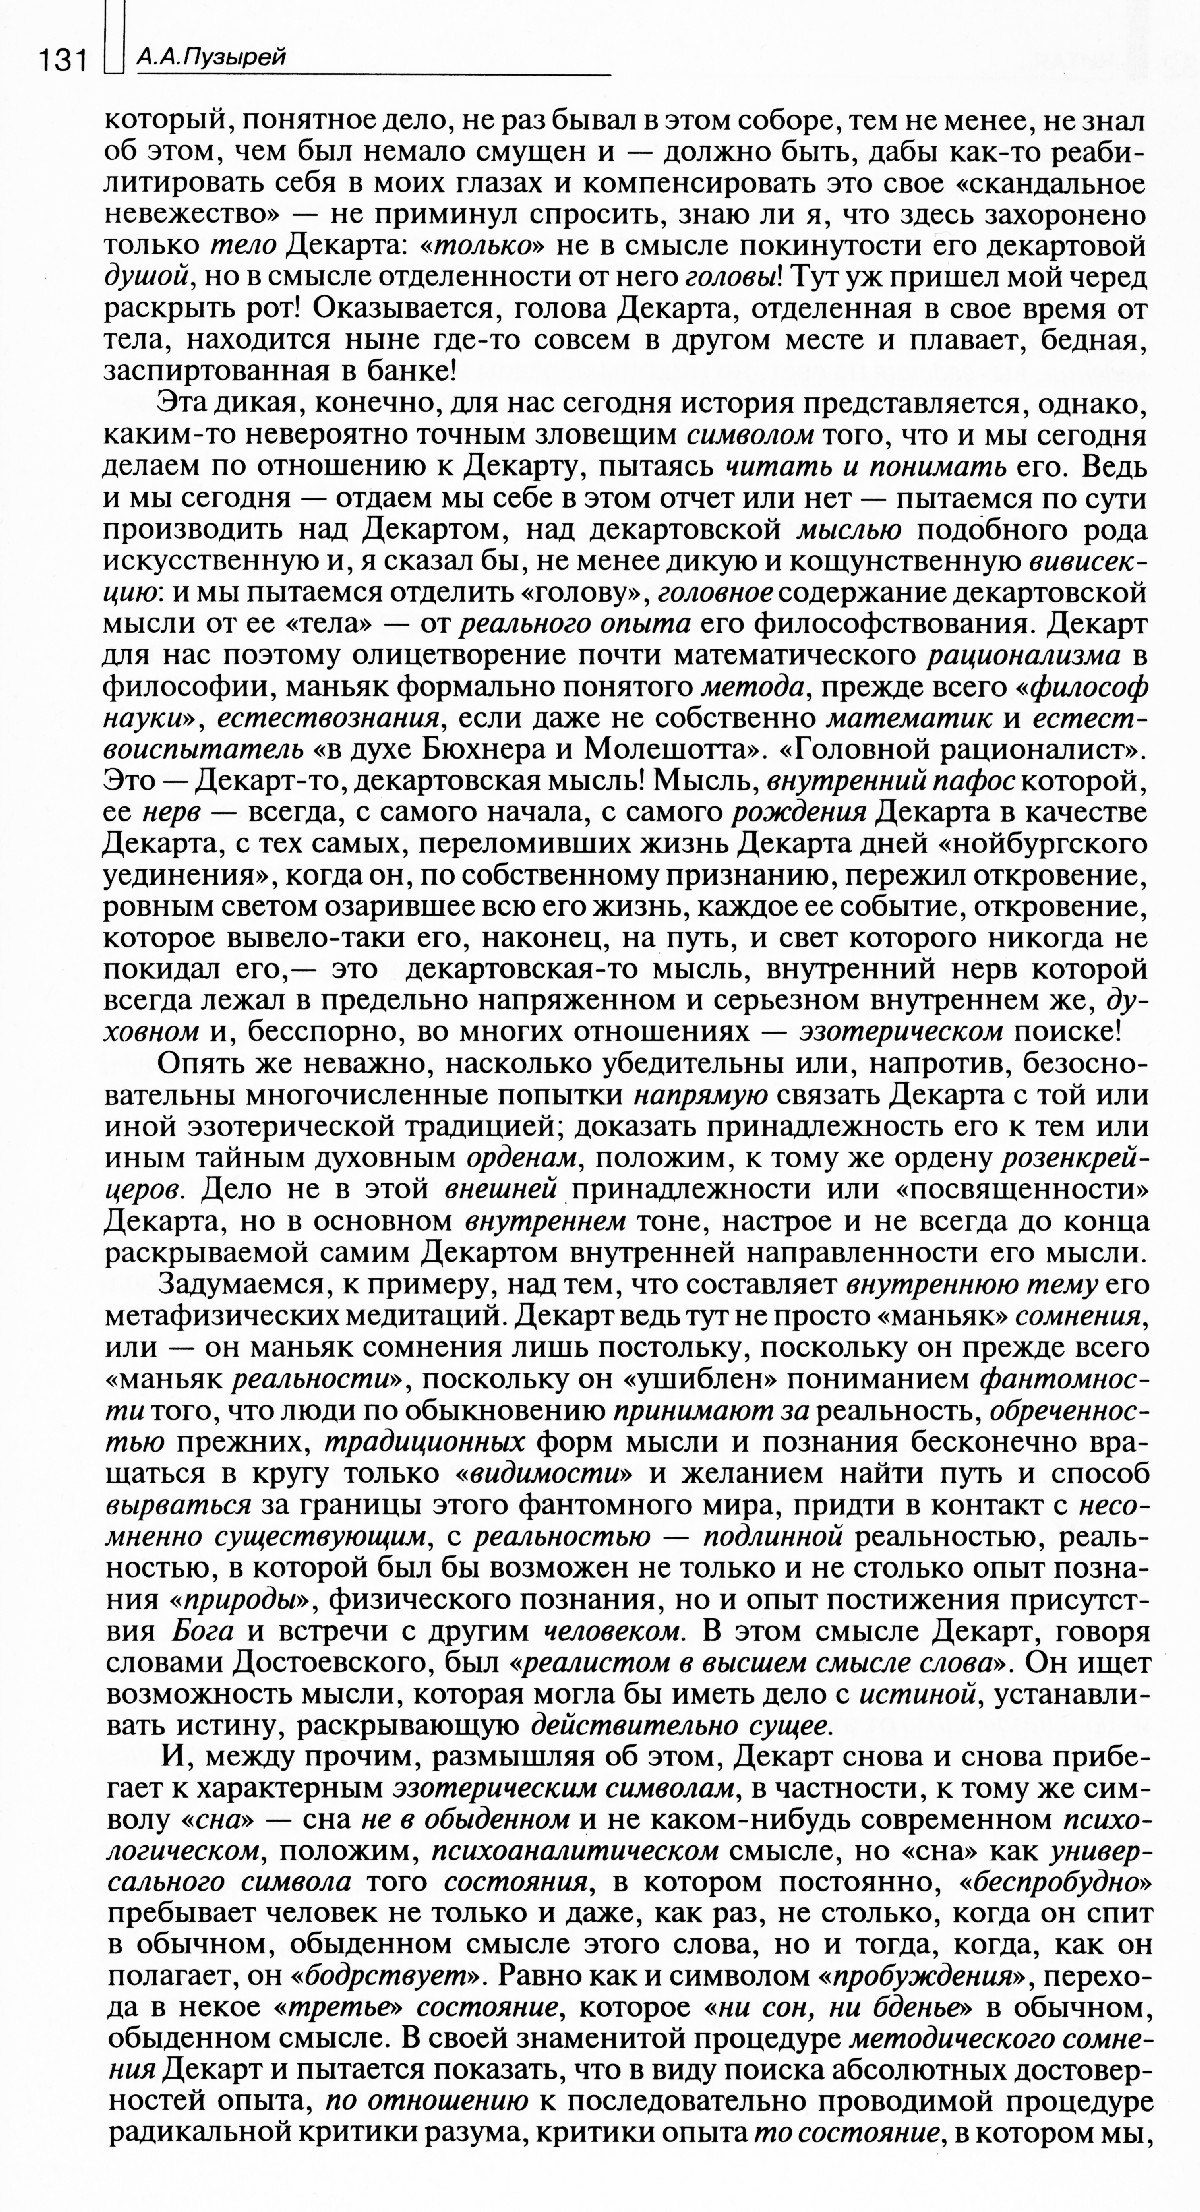 131
А.А.Пузырей
который, понятное дело, не раз бывал в этом соборе, тем не менее, не знал
об этом, чем был немало смущен и — должно быть, дабы как-то реаби-
литировать себя в моих глазах и компенсировать это свое «скандальное
невежество» — не приминул спросить, знаю ли я, что здесь захоронено
только тело Декарта: «только» не в смысле покинутости его декартовой
душой, но в смысле отделенности от него головы! Тут уж пришел мой черед
раскрыть рот! Оказывается, голова Декарта, отделенная в свое время от
тела, находится ныне где-то совсем в другом месте и плавает, бедная,
заспиртованная в банке!
Эта дикая, конечно, для нас сегодня история представляется, однако,
каким-то невероятно точным зловещим символом того, что и мы сегодня
делаем по отношению к Декарту, пытаясь читать и понимать его. Ведь
и мы сегодня — отдаем мы себе в этом отчет или нет — пытаемся по сути
производить над Декартом, над декартовской мыслью подобного рода
искусственную и, я сказал бы, не менее дикую и кощунственную вивисек-
цию: и мы пытаемся отделить «голову», головное содержание декартовской
мысли от ее «тела» — от реального опыта его философствования. Декарт
для нас поэтому олицетворение почти математического рационализма в
философии, маньяк формально понятого метода, прежде всего «философ
науки», естествознания, если даже не собственно математик и естест-
воиспытатель «в духе Бюхнера и Молешотта». «Головной рационалист».
Это — Декарт-то, декартовская мысль! Мысль, внутренний пафос которой,
ее нерв — всегда, с самого начала, с самого рождения Декарта в качестве
Декарта, с тех самых, переломивших жизнь Декарта дней «нойбургского
уединения», когда он, по собственному признанию, пережил откровение,
ровным светом озарившее всю его жизнь, каждое ее событие, откровение,
которое вывело-таки его, наконец, на путь, и свет которого никогда не
покидал его,— это декартовская-то мысль, внутренний нерв которой
всегда лежал в предельно напряженном и серьезном внутреннем же, ду-
ховном и, бесспорно, во многих отношениях — эзотерическом поиске!
Опять же неважно, насколько убедительны или, напротив, безосно-
вательны многочисленные попытки напрямую связать Декарта с той или
иной эзотерической традицией; доказать принадлежность его к тем или
иным тайным духовным орденам, положим, к тому же ордену розенкрей-
церов. Дело не в этой внешней принадлежности или «посвященности»
Декарта, но в основном внутреннем тоне, настрое и не всегда до конца
раскрываемой самим Декартом внутренней направленности его мысли.
Задумаемся, к примеру, над тем, что составляет внутреннюю тему его
метафизических медитаций. Декарт ведь тут не просто «маньяк» сомнения,
или — он маньяк сомнения лишь постольку, поскольку он прежде всего
«маньяк реальности», поскольку он «ушиблен» пониманием фантомнос-
ти того, что люди по обыкновению принимают за реальность, обреченнос-
тью прежних, традиционных форм мысли и познания бесконечно вра-
щаться в кругу только «видимости» и желанием найти путь и способ
вырваться за границы этого фантомного мира, придти в контакт с несо-
мненно существующим, с реальностью — подлинной реальностью, реаль-
ностью, в которой был бы возможен не только и не столько опыт позна-
ния «природы», физического познания, но и опыт постижения присутст-
вия Бога и встречи с другим человеком. В этом смысле Декарт, говоря
словами Достоевского, был «реалистом в высшем смысле слова». Он ищет
возможность мысли, которая могла бы иметь дело с истиной, устанавли-
вать истину, раскрывающую действительно сущее.
И, между прочим, размышляя об этом, Декарт снова и снова прибе-
гает к характерным эзотерическим символам, в частности, к тому же сим-
волу «сна» — сна не в обыденном и не каком-нибудь современном психо-
логическом, положим, психоаналитическом смысле, но «сна» как универ-
сального символа того состояния, в котором постоянно, «беспробудно»
пребывает человек не только и даже, как раз, не столько, когда он спит
в обычном, обыденном смысле этого слова, но и тогда, когда, как он
полагает, он «бодрствует». Равно как и символом «пробуждения», перехо-
да в некое «третье» состояние, которое «ни сон, ни бденье» в обычном,
обыденном смысле. В своей знаменитой процедуре методического сомне-
ния Декарт и пытается показать, что в виду поиска абсолютных достовер-
ностей опыта, по отношению к последовательно проводимой процедуре
радикальной критики разума, критики опыта то состояние, в котором мы,